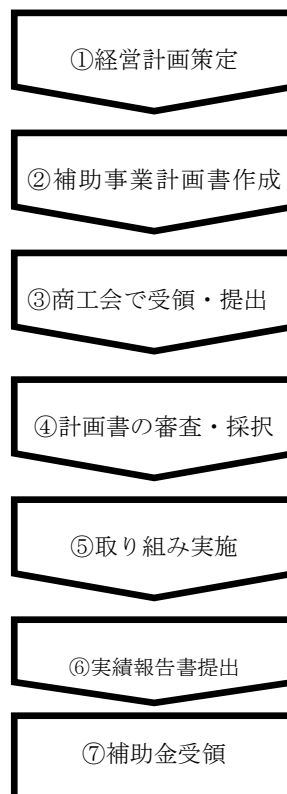 ①経営計画策定
②補助事業計画書作成
③商工会で受領・提出
④計画書の審査・採択
⑤取り組み実施
⑥実績報告書提出
⑦補助金受領